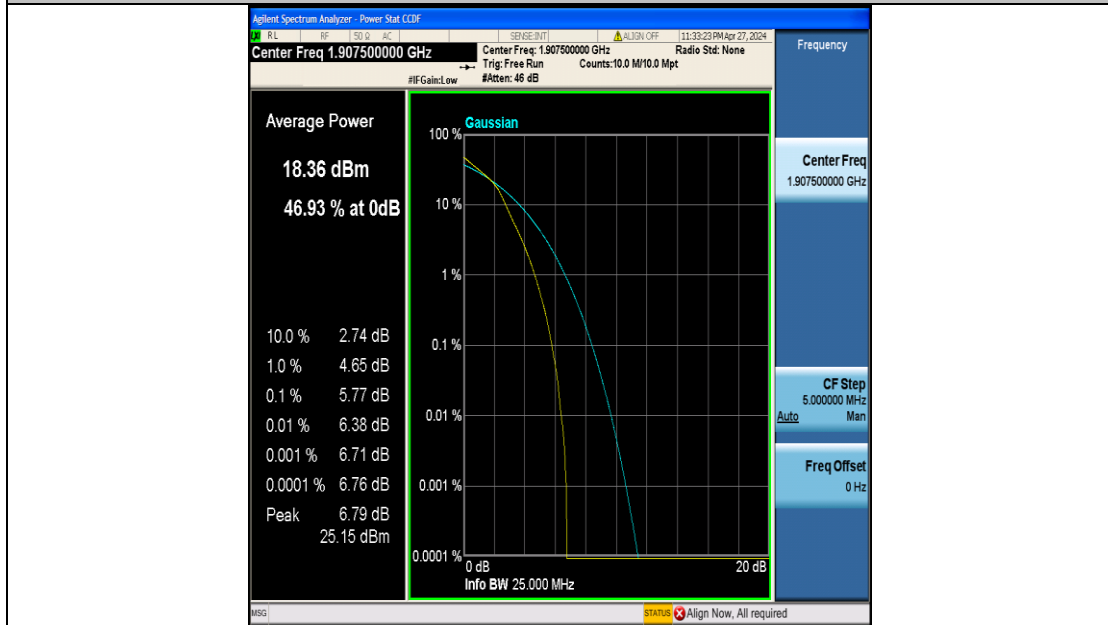 Agilent Spectrum Analyzer - Power Stat CCDF
RL RF 50 Ω AC SENSE:INT ALIGN OFF 11:33:23 PM Apr 27, 2024
Center Freq 1.907500000 GHz
Center Freq: 1.907500000 GHz Radio Std: None
Trig: Free Run Counts:10.0 M/10.0 Mpt
#IFGain:Low #Atten: 46 dB
Frequency
Average Power
18.36 dBm
46.93 % at 0dB
10.0 % 2.74 dB
1.0 % 4.65 dB
0.1 % 5.77 dB
0.01 % 6.38 dB
0.001 % 6.71 dB
0.0001 % 6.76 dB
Peak 6.79 dB
25.15 dBm
Gaussian
100 %
10 %
1 %
0.1 %
0.01 %
0.001 %
0.0001 %
0 dB 20 dB
Info BW 25.000 MHz
Center Freq
1.907500000 GHz
CF Step
5.000000 MHz
Auto Man
Freq Offset
0 Hz
MSG STATUS Align Now, All required